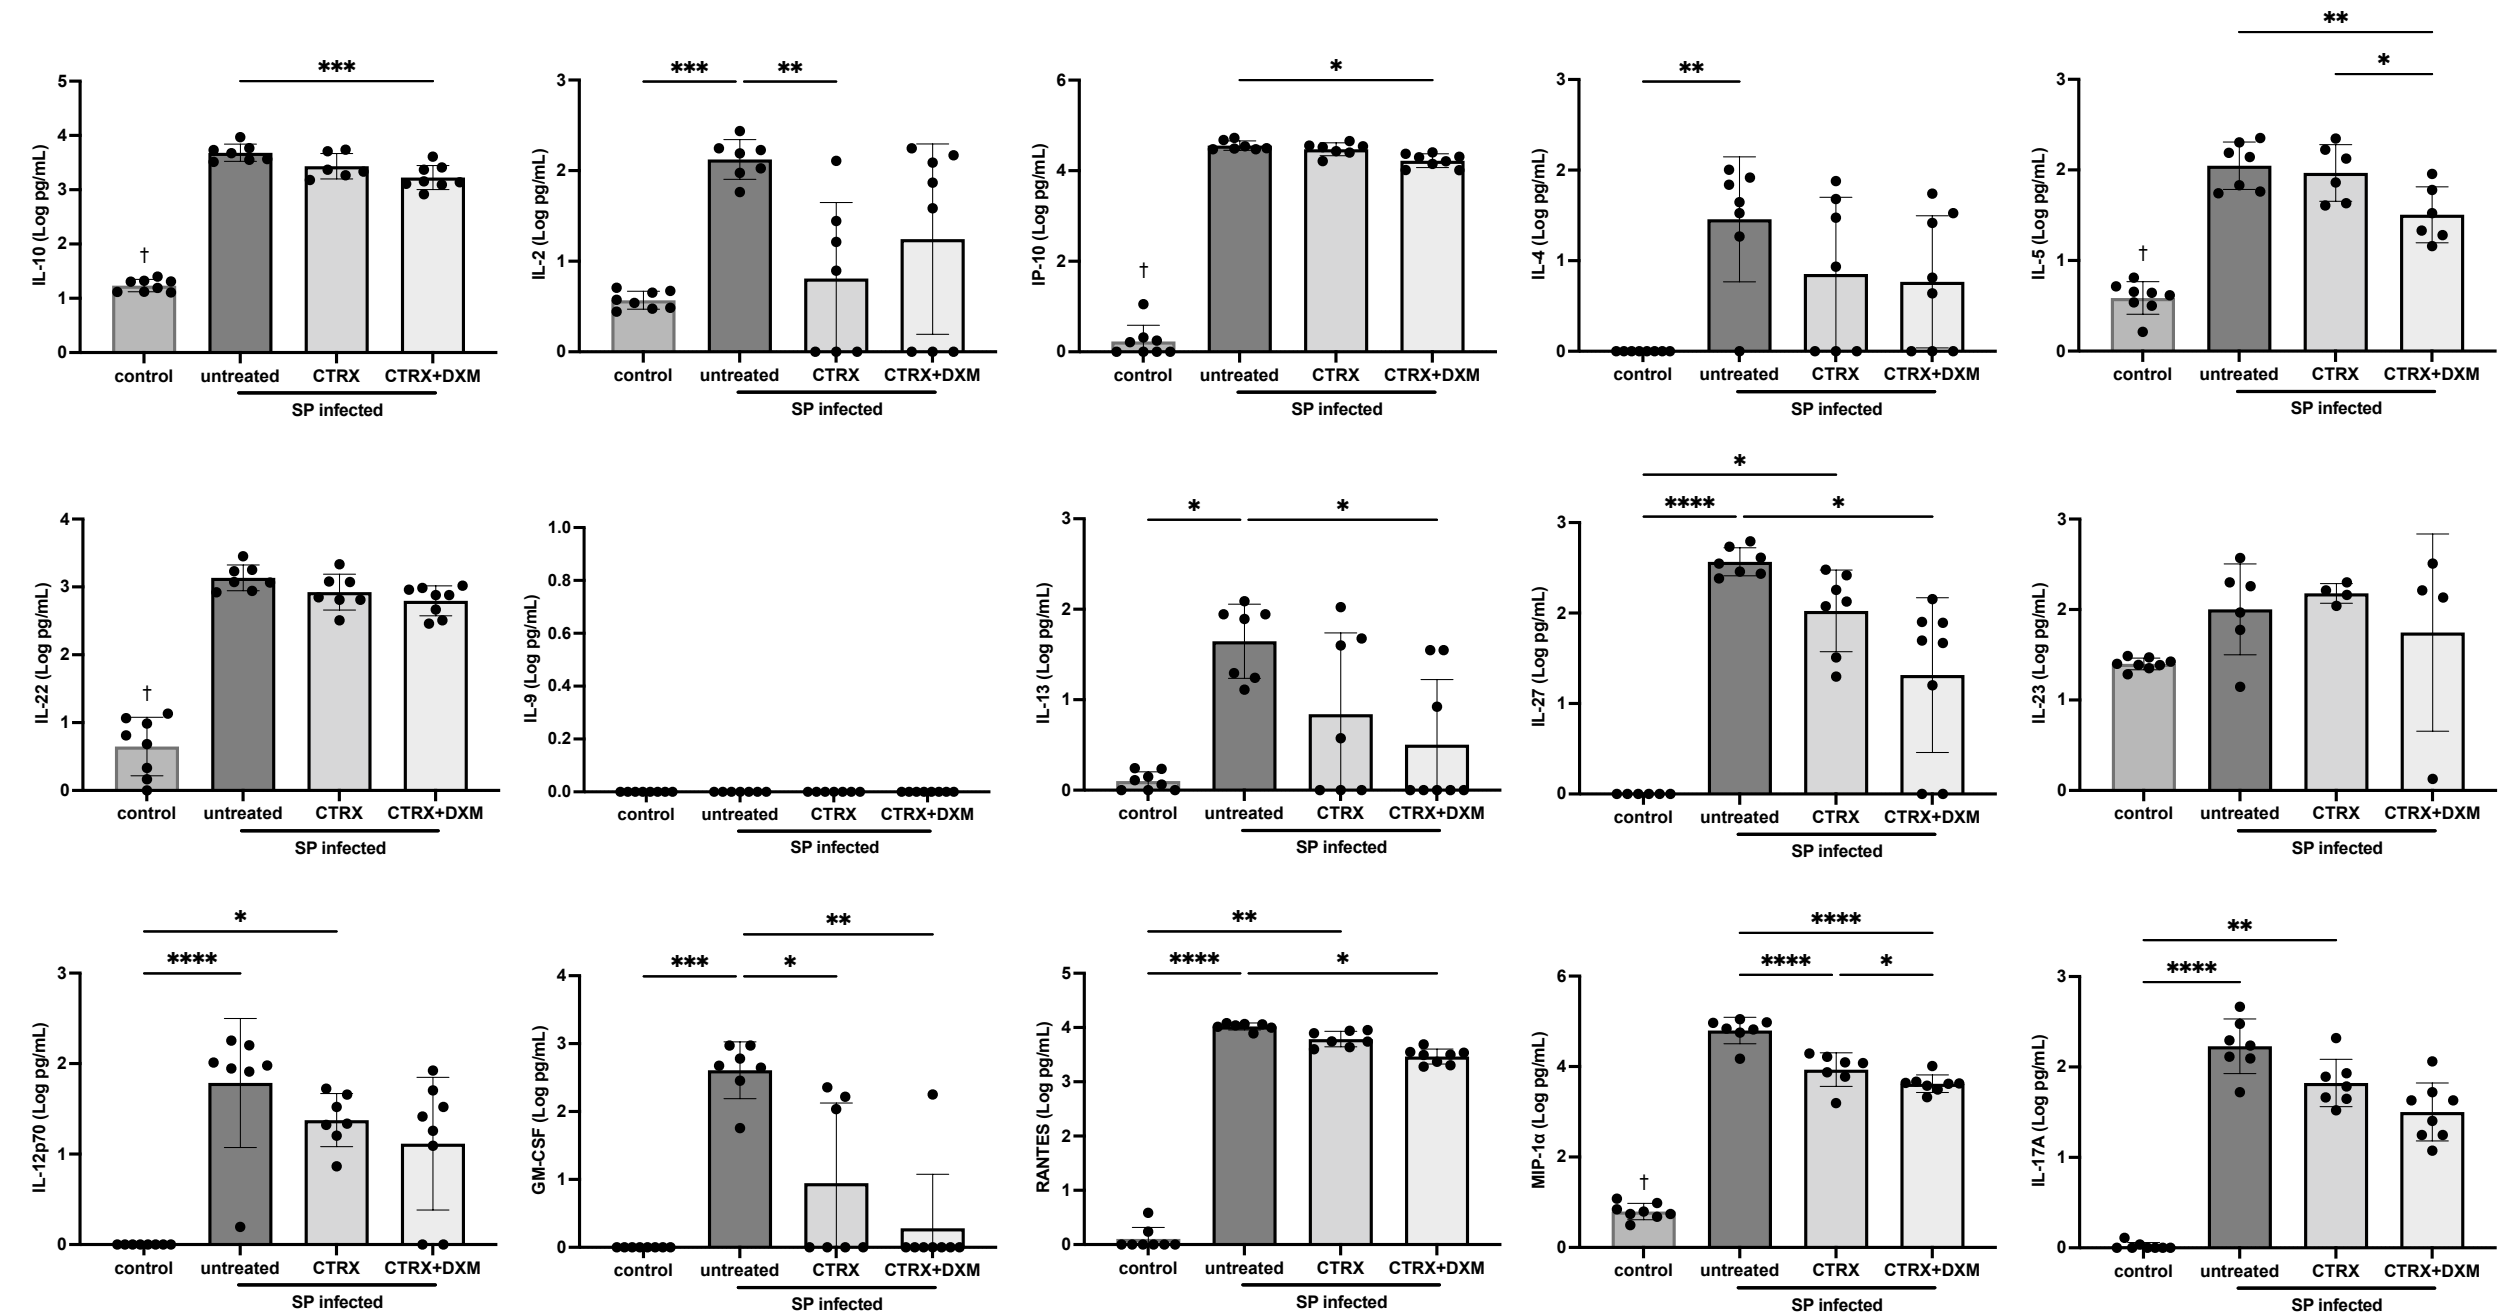 ***
5
4
3
2
1
0
IL-10 (Log pg/mL)
†
control
untreated
CTRX
CTRX+DXM
SP infected
***
**
3
2
1
0
IL-2 (Log pg/mL)
control
untreated
CTRX
CTRX+DXM
SP infected
*
6
4
2
0
IP-10 (Log pg/mL)
†
control
untreated
CTRX
CTRX+DXM
SP infected
**
3
2
1
0
IL-4 (Log pg/mL)
control
untreated
CTRX
CTRX+DXM
SP infected
**
*
3
2
1
0
IL-5 (Log pg/mL)
†
control
untreated
CTRX
CTRX+DXM
SP infected
4
3
2
1
0
IL-22 (Log pg/mL)
†
control
untreated
CTRX
CTRX+DXM
SP infected
1.0
0.8
0.6
0.4
0.2
0.0
IL-9 (Log pg/mL)
control
untreated
CTRX
CTRX+DXM
SP infected
*
*
3
2
1
0
IL-13 (Log pg/mL)
control
untreated
CTRX
CTRX+DXM
SP infected
*
****
*
3
2
1
0
IL-27 (Log pg/mL)
control
untreated
CTRX
CTRX+DXM
SP infected
3
2
1
0
IL-23 (Log pg/mL)
control
untreated
CTRX
CTRX+DXM
SP infected
*
****
3
2
1
0
IL-12p70 (Log pg/mL)
control
untreated
CTRX
CTRX+DXM
SP infected
**
***
*
4
3
2
1
0
GM-CSF (Log pg/mL)
control
untreated
CTRX
CTRX+DXM
SP infected
**
****
*
5
4
3
2
1
0
RANTES (Log pg/mL)
control
untreated
CTRX
CTRX+DXM
SP infected
****
****
*
6
4
2
0
MIP-1α (Log pg/mL)
†
control
untreated
CTRX
CTRX+DXM
SP infected
**
****
3
2
1
0
IL-17A (Log pg/mL)
control
untreated
CTRX
CTRX+DXM
SP infected